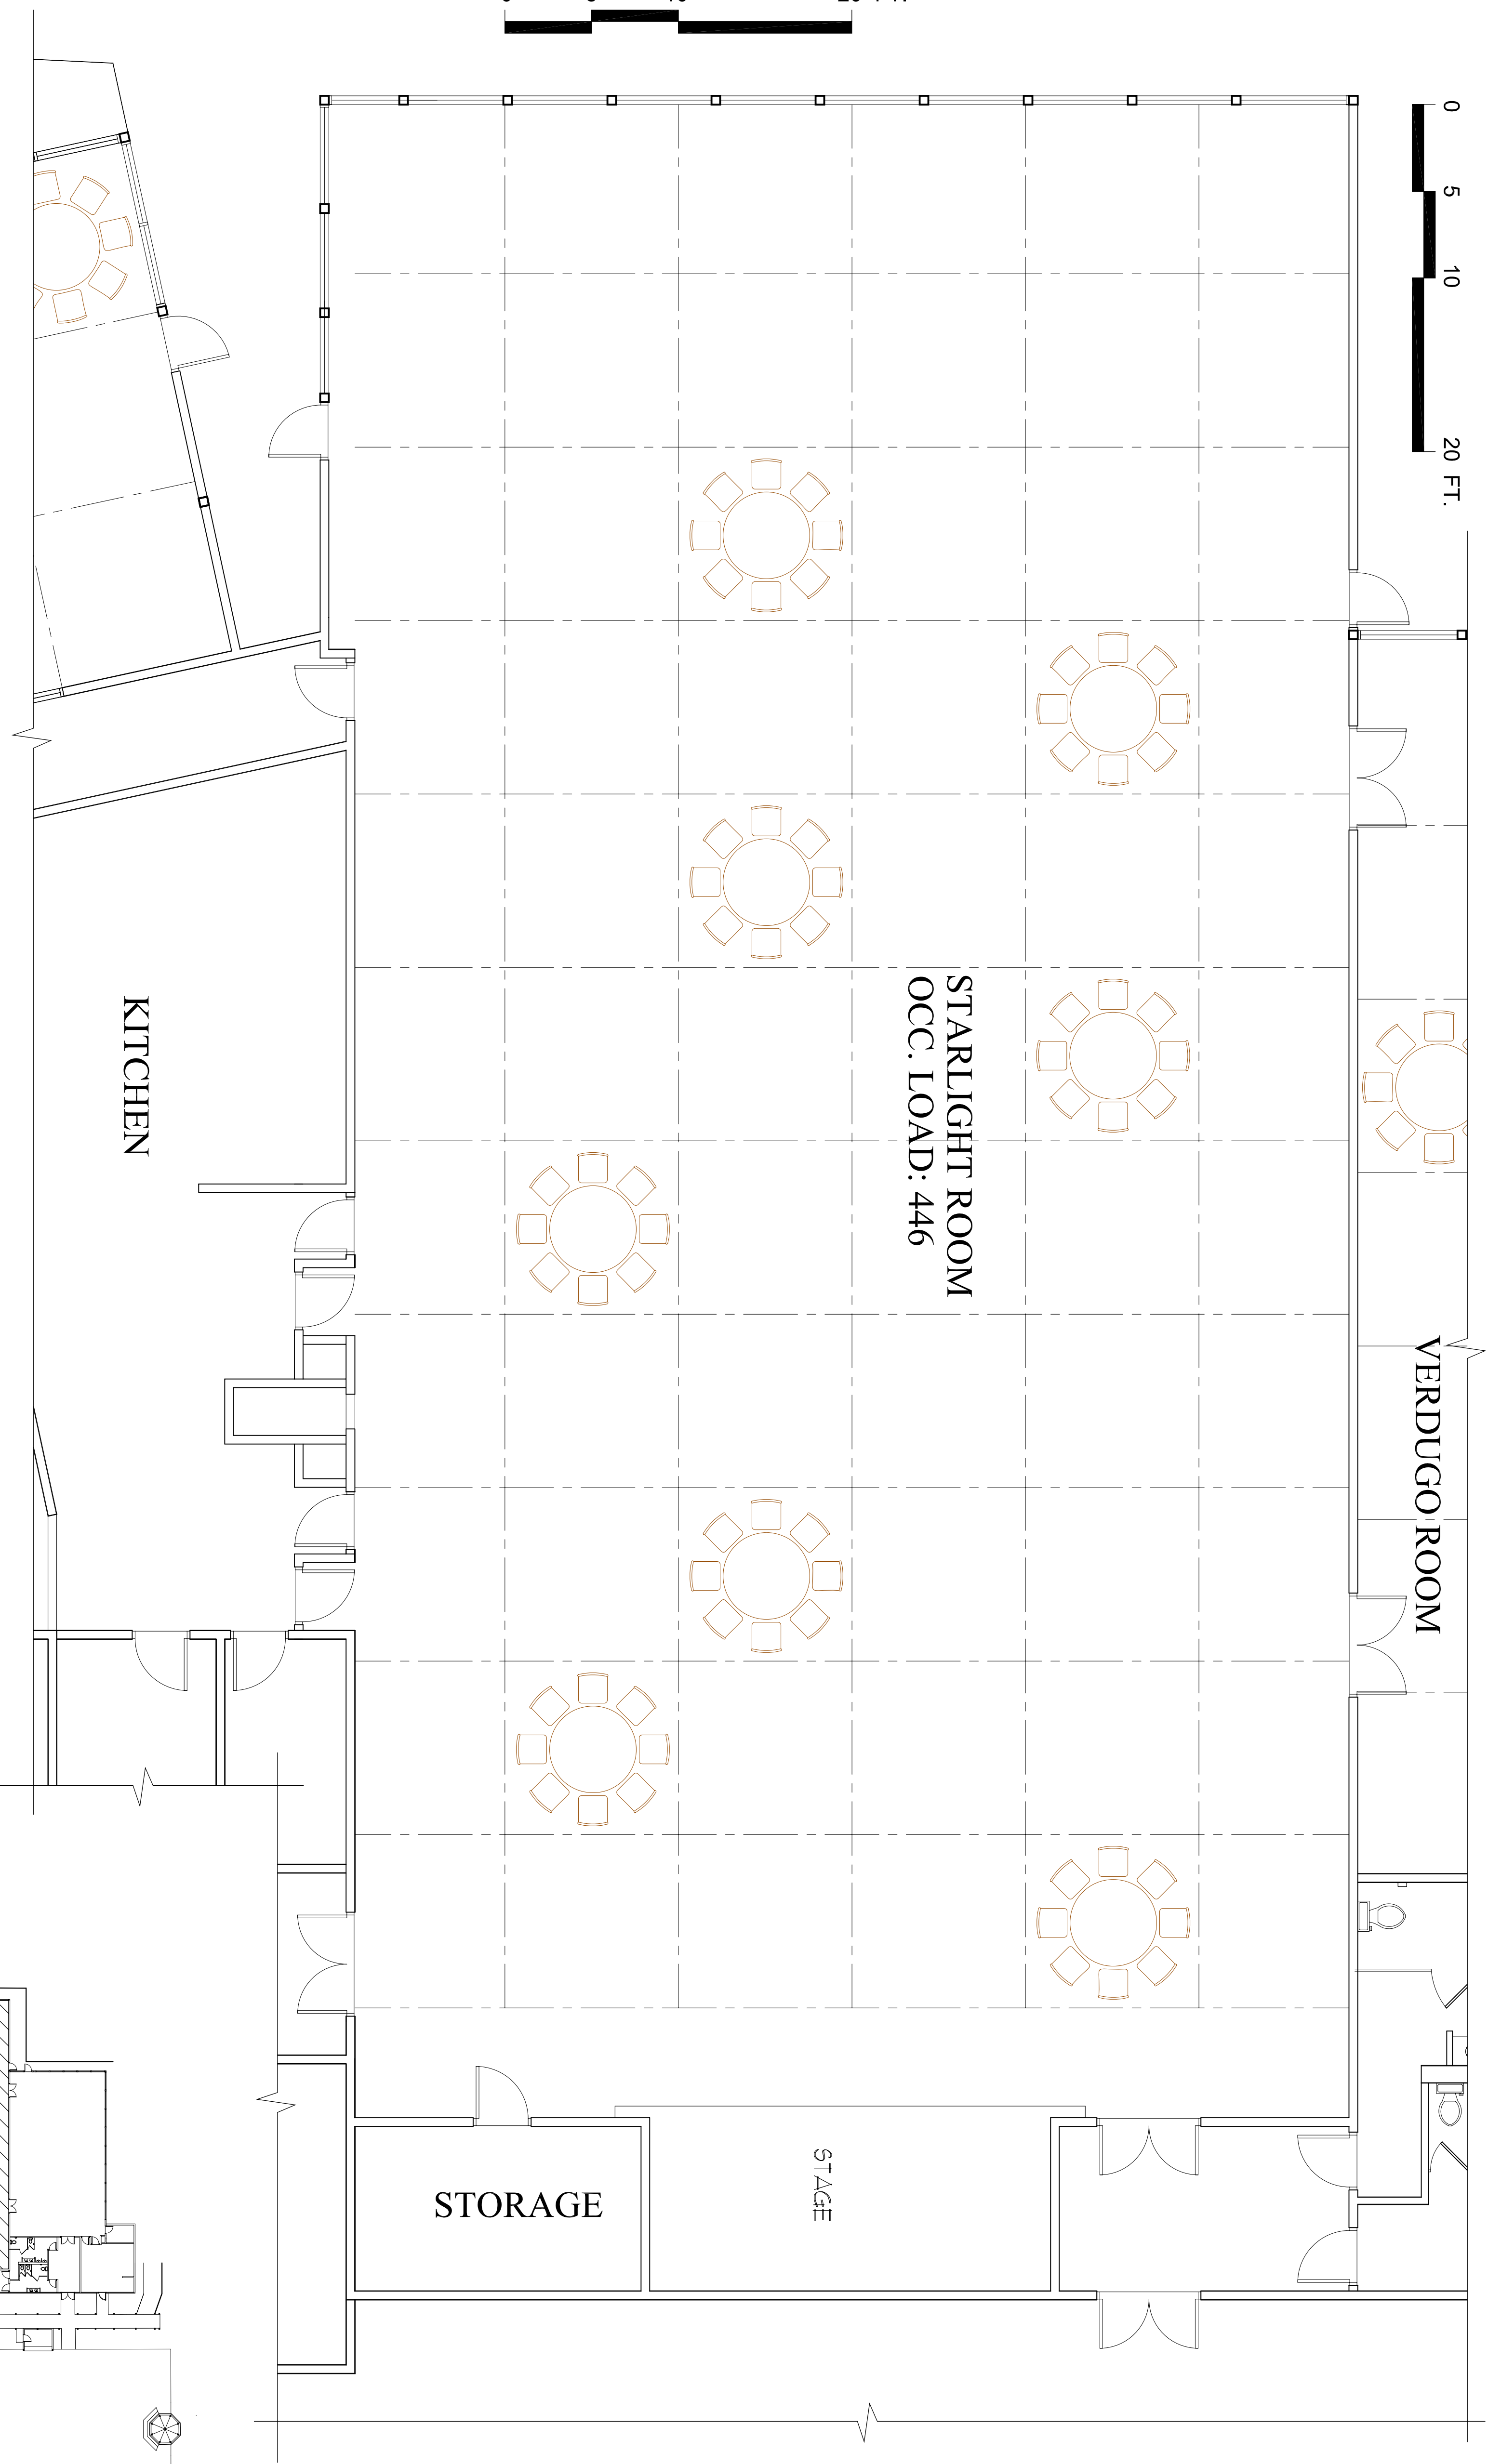 0 5 10 20 FT.
STARLIGHT ROOM
OCC. LOAD: 446
VERDUGO ROOM
KITCHEN
STORAGE
STAGE